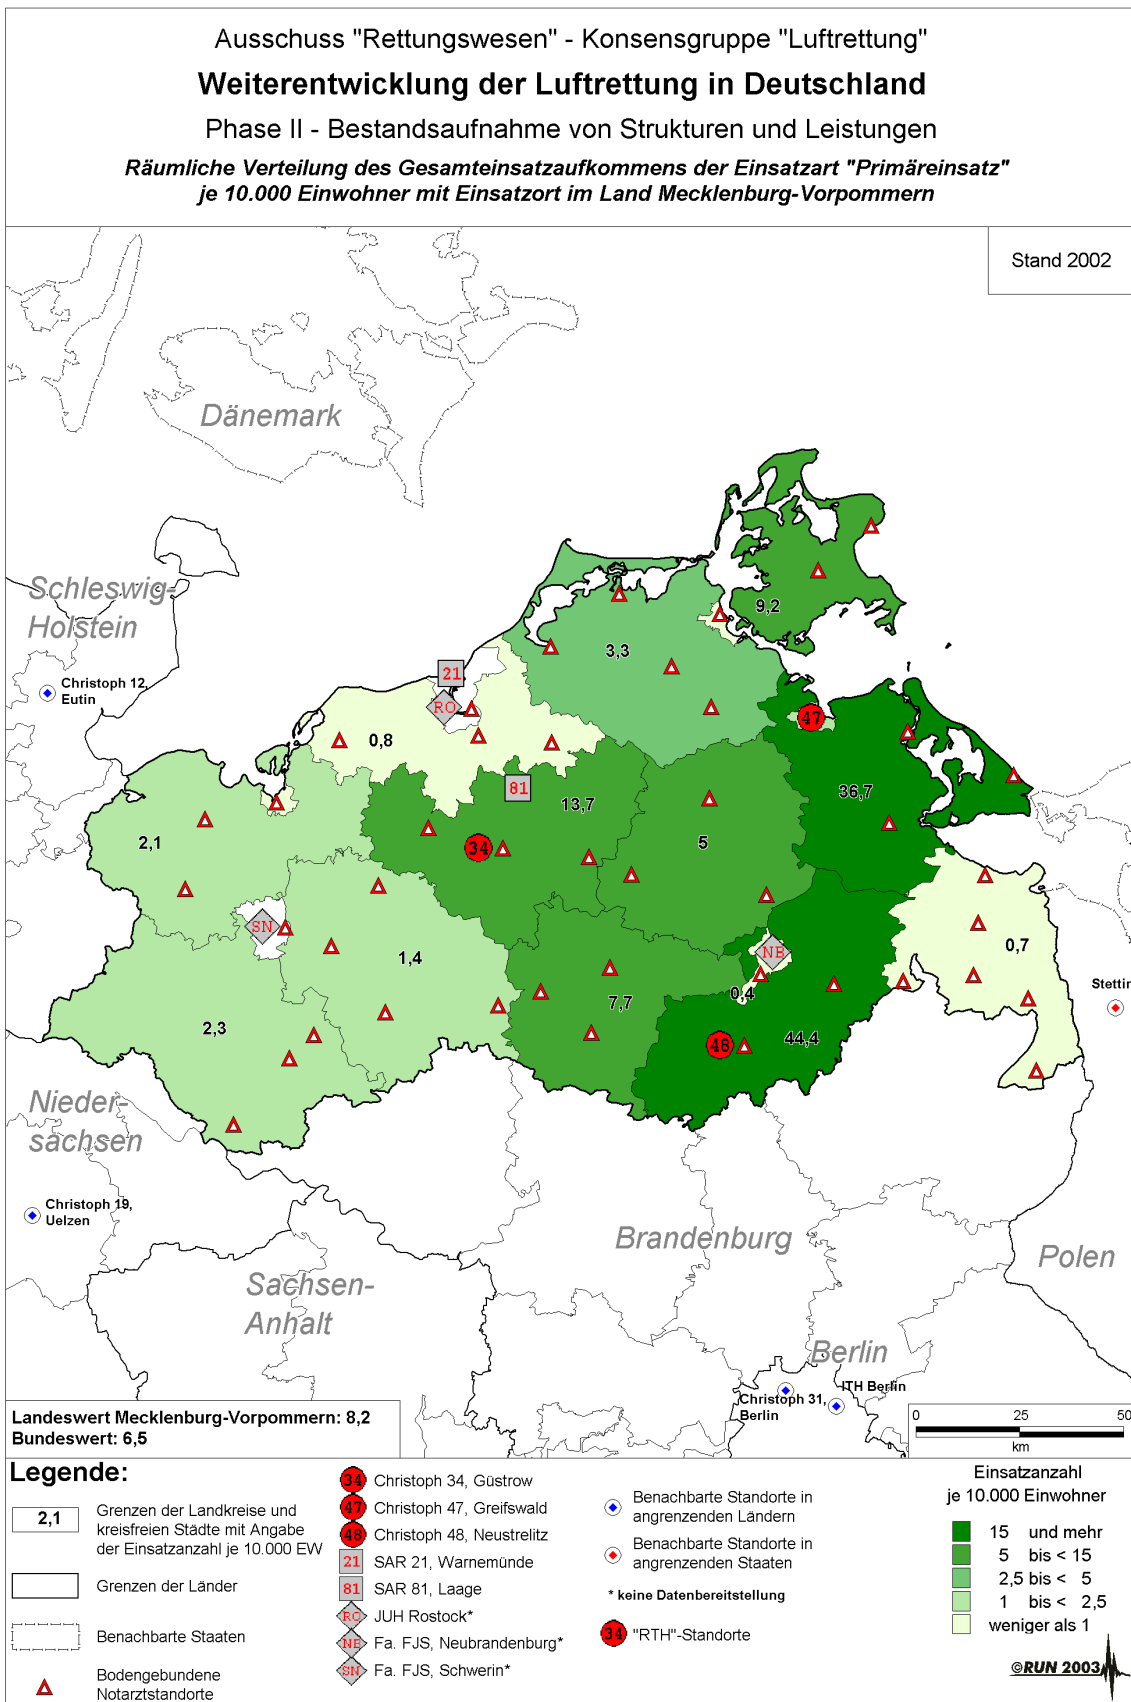 Ausschuss "Rettungswesen" - Konsensgruppe "Luftrettung"
Weiterentwicklung der Luftrettung in Deutschland
Phase II - Bestandsaufnahme von Strukturen und Leistungen
Räumliche Verteilung des Gesamteinsatzaufkommens der Einsatzart "Primäreinsatz"
je 10.000 Einwohner mit Einsatzort im Land Mecklenburg-Vorpommern
Stand 2002
Dänemark
Schleswig-
Holstein
Christoph 12,
Eutin
9,2
3,3
21
RO
47
0,8
81
13,7
36,7
2,1
34
5
SN
NB
1,4
0,7
0,4
7,7
Stettin
2,3
48
44,4
Nieder-
sachsen
Christoph 19,
Uelzen
Brandenburg
Polen
Sachsen-
Anhalt
Berlin
ITH Berlin
Christoph 31,
Berlin
0 25 50
km
Landeswert Mecklenburg-Vorpommern: 8,2
Bundeswert: 6,5
Legende:
2,1
Grenzen der Landkreise und
kreisfreien Städte mit Angabe
der Einsatzanzahl je 10.000 EW
Grenzen der Länder
Benachbarte Staaten
Bodengebundene
Notarztstandorte
34 Christoph 34, Güstrow
47 Christoph 47, Greifswald
48 Christoph 48, Neustrelitz
21 SAR 21, Warnemünde
81 SAR 81, Laage
RO JUH Rostock*
NB Fa. FJS, Neubrandenburg*
SN Fa. FJS, Schwerin*
Benachbarte Standorte in
angrenzenden Ländern
Benachbarte Standorte in
angrenzenden Staaten
* keine Datenbereitstellung
34 "RTH"-Standorte
Einsatzanzahl
je 10.000 Einwohner
15 und mehr
5 bis < 15
2,5 bis < 5
1 bis < 2,5
weniger als 1
©RUN 2003